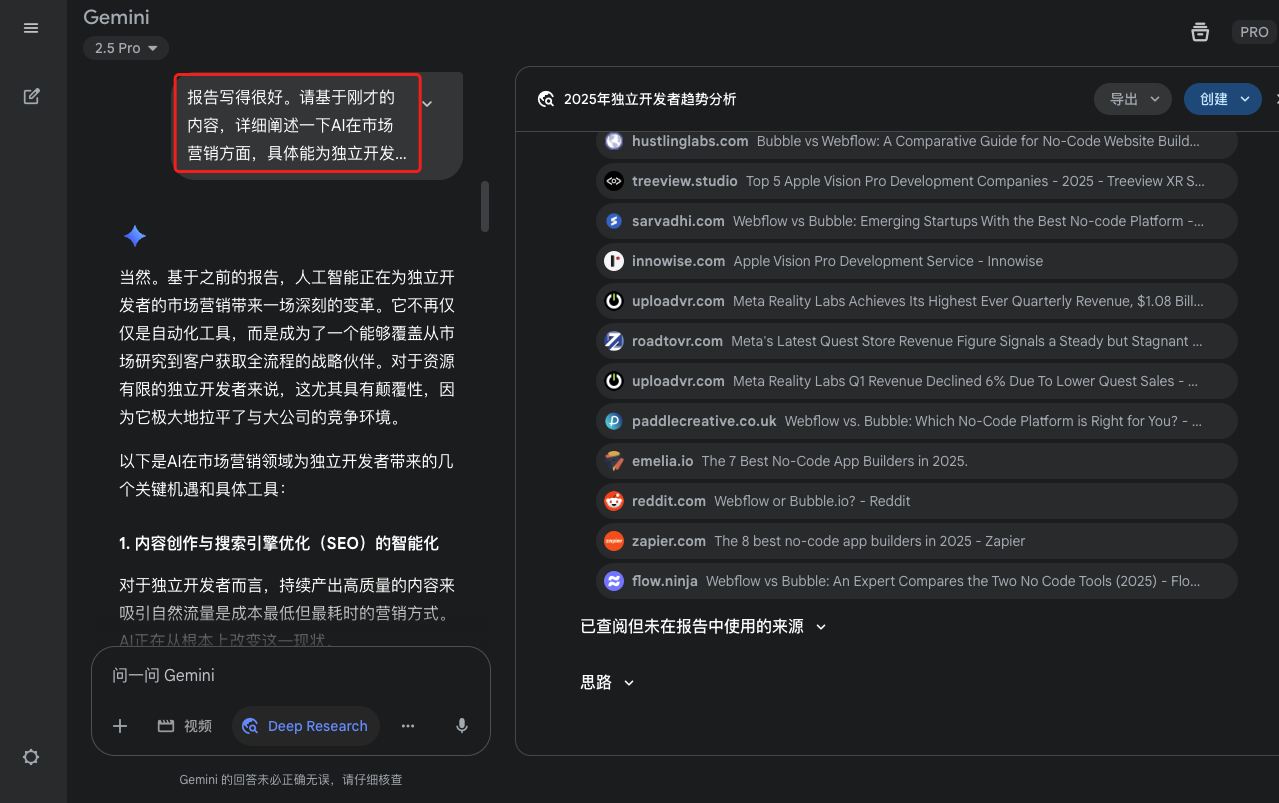 Gemini
2.5 Pro
PRO
报告写得很好。请基于刚才的
内容，详细阐述一下AI在市场
营销方面，具体能为独立开发...
当然。基于之前的报告，人工智能正在为独立开
发者的市场营销带来一场深刻的变革。它不再仅
仅是自动化工具，而是成为了一个能够覆盖从市
场研究到客户获取全流程的战略伙伴。对于资源
有限的独立开发者来说，这尤其具有颠覆性，因
为它极大地拉平了与大公司的竞争环境。
以下是AI在市场营销领域为独立开发者带来的几
个关键机遇和具体工具：
1. 内容创作与搜索引擎优化（SEO）的智能化
对于独立开发者而言，持续产出高质量的内容来
吸引自然流量是成本最低但最耗时的营销方式。
AI正在从根本上改变这一现状。
问一问 Gemini
视频
Deep Research
Gemini 的回答未必正确无误，请仔细核查
2025年独立开发者趋势分析
导出
创建
hustlinglabs.com Bubble vs Webflow: A Comparative Guide for No-Code Website Build...
treeview.studio Top 5 Apple Vision Pro Development Companies - 2025 - Treeview XR S...
sarvadhi.com Webflow vs Bubble: Emerging Startups With the Best No-code Platform -...
innowise.com Apple Vision Pro Development Service - Innowise
uploadvr.com Meta Reality Labs Achieves Its Highest Ever Quarterly Revenue, $1.08 Bill...
roadtovr.com Meta's Latest Quest Store Revenue Figure Signals a Steady but Stagnant ...
uploadvr.com Meta Reality Labs Q1 Revenue Declined 6% Due To Lower Quest Sales - ...
paddlecreative.co.uk Webflow vs. Bubble: Which No-Code Platform is Right for You? - ...
emelia.io The 7 Best No-Code App Builders in 2025.
reddit.com Webflow or Bubble.io? - Reddit
zapier.com The 8 best no-code app builders in 2025 - Zapier
flow.ninja Webflow vs Bubble: An Expert Compares the Two No Code Tools (2025) - Flo...
已查阅但未在报告中使用的来源
思路